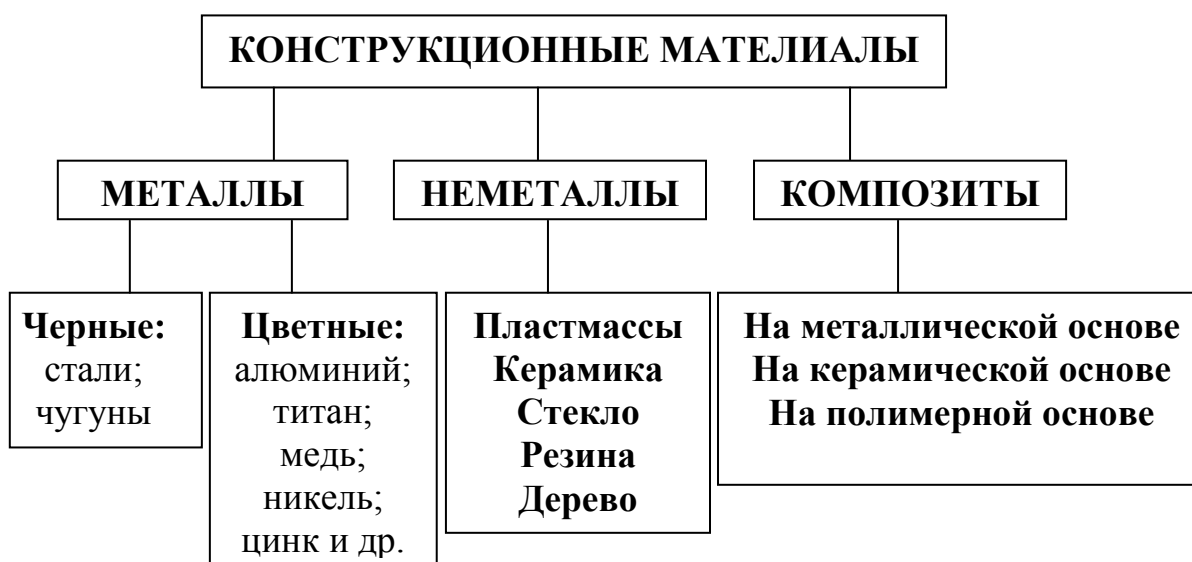 КОНСТРУКЦИОННЫЕ МАТЕЛИАЛЫ
МЕТАЛЛЫ
НЕМЕТАЛЛЫ
КОМПОЗИТЫ
Черные:
стали;
чугуны
Цветные:
алюминий;
титан;
медь;
никель;
цинк и др.
Пластмассы
Керамика
Стекло
Резина
Дерево
На металлической основе
На керамической основе
На полимерной основе